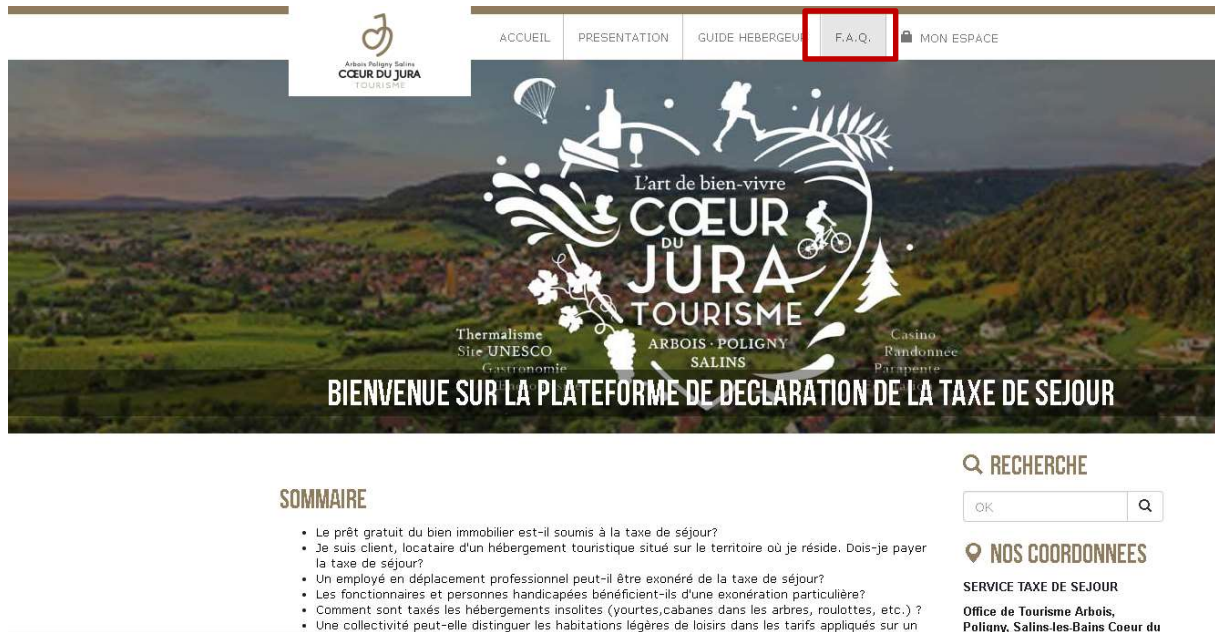 Arbois Poligny Salins
CŒUR DU JURA
TOURISME
ACCUEIL
PRESENTATION
GUIDE HEBERGEUR
F.A.Q.
MON ESPACE
L'art de bien-vivre
CŒUR
DU
JURA
TOURISME
ARBOIS · POLIGNY
SALINS
Thermalisme
Site UNESCO
Gastronomie
Casino
Randonnee
Parapente
BIENVENUE SUR LA PLATEFORME DE DECLARATION DE LA TAXE DE SEJOUR
SOMMAIRE
• Le prêt gratuit du bien immobilier est-il soumis à la taxe de séjour?
• Je suis client, locataire d'un hébergement touristique situé sur le territoire où je réside. Dois-je payer
la taxe de séjour?
• Un employé en déplacement professionnel peut-il être exonéré de la taxe de séjour?
• Les fonctionnaires et personnes handicapées bénéficient-ils d'une exonération particulière?
• Comment sont taxés les hébergements insolites (yourtes,cabanes dans les arbres, roulottes, etc.) ?
• Une collectivité peut-elle distinguer les habitations légères de loisirs dans les tarifs appliqués sur un
RECHERCHE
OK
NOS COORDONNEES
SERVICE TAXE DE SEJOUR
Office de Tourisme Arbois,
Poligny, Salins-les-Bains Coeur du